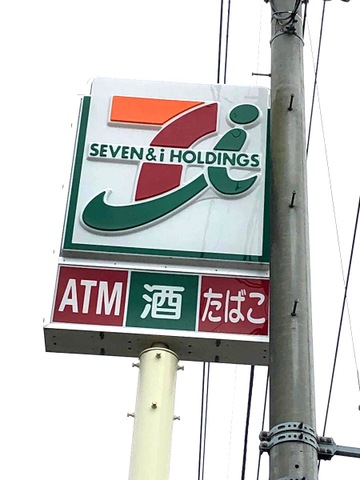 SEVEN & i HOLDINGS
ATM 酒 たばこ